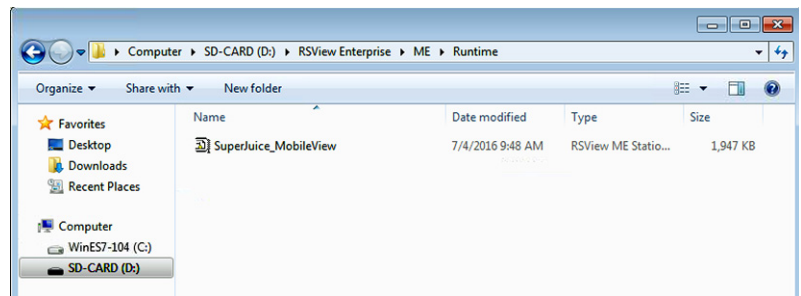 Computer ▸ SD-CARD (D:) ▸ RSView Enterprise ▸ ME ▸ Runtime
Organize Share with New folder
Favorites
Desktop
Downloads
Recent Places
Computer
WinES7-104 (C:)
SD-CARD (D:)
Name Date modified Type Size
SuperJuice_MobileView 7/4/2016 9:48 AM RSView ME Statio... 1,947 KB